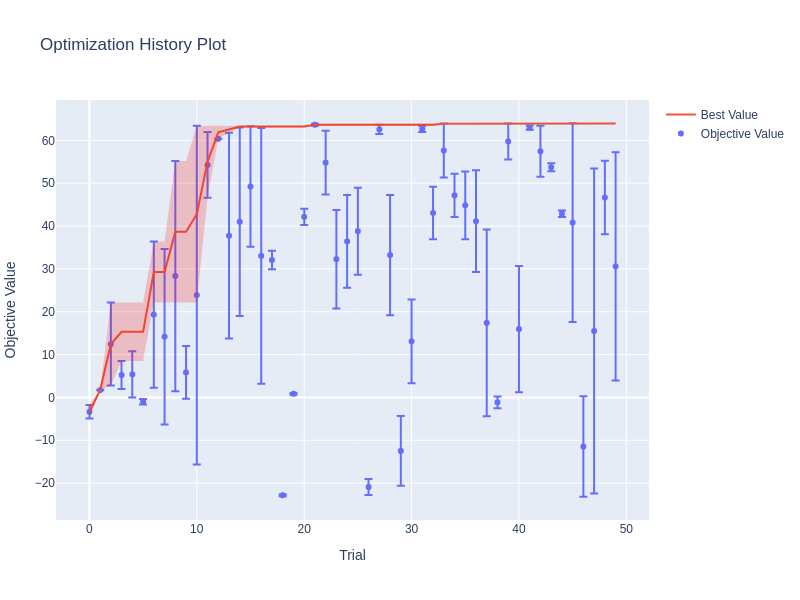 Optimization History Plot
Best Value
Objective Value
60
50
40
30
20
10
0
−10
−20
Objective Value
0 10 20 30 40 50
Trial